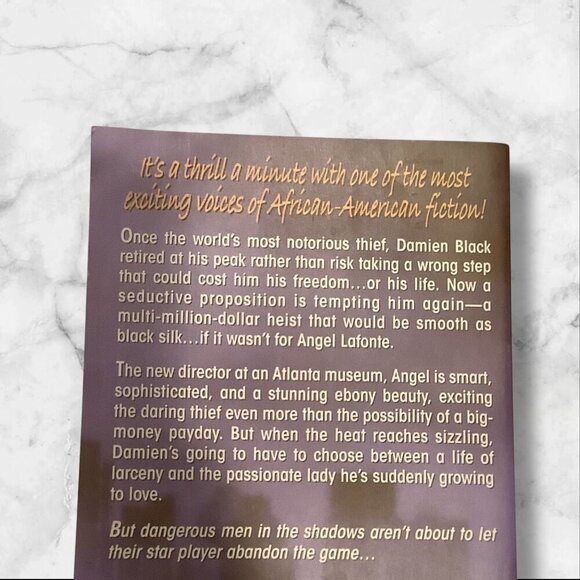 It's a thrill a minute with one of the most
exciting voices of African-American fiction!
Once the world's most notorious thief, Damien Black
retired at his peak rather than risk taking a wrong step
that could cost him his freedom...or his life. Now a
seductive proposition is tempting him again—a
multi-million-dollar heist that would be smooth as
black silk...if it wasn't for Angel Lafonte.
The new director at an Atlanta museum, Angel is smart,
sophisticated, and a stunning ebony beauty, exciting
the daring thief even more than the possibility of a big-
money payday. But when the heat reaches sizzling,
Damien's going to have to choose between a life of
larceny and the passionate lady he's suddenly growing
to love.
But dangerous men in the shadows aren't about to let
their star player abandon the game...